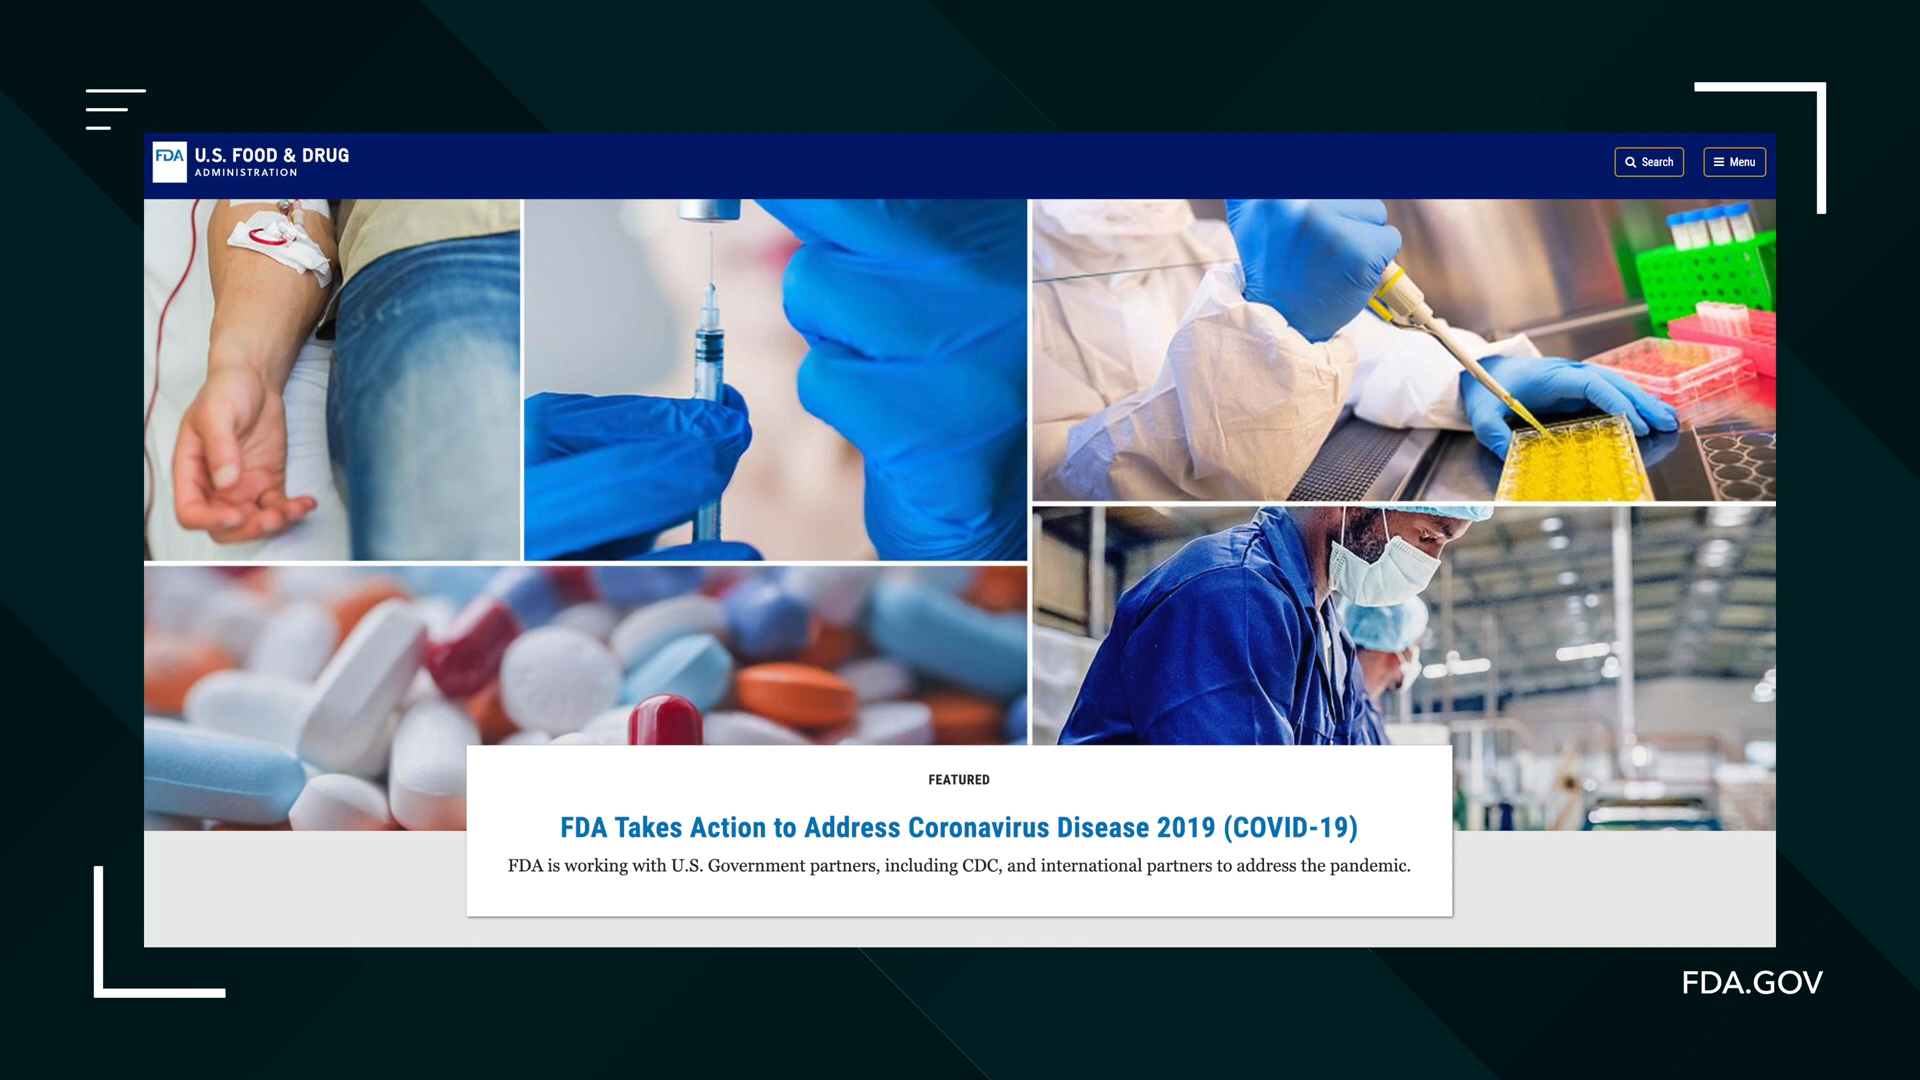 FDA
U.S. FOOD & DRUG
ADMINISTRATION
Search
Menu
FEATURED
FDA Takes Action to Address Coronavirus Disease 2019 (COVID-19)
FDA is working with U.S. Government partners, including CDC, and international partners to address the pandemic.
FDA.GOV